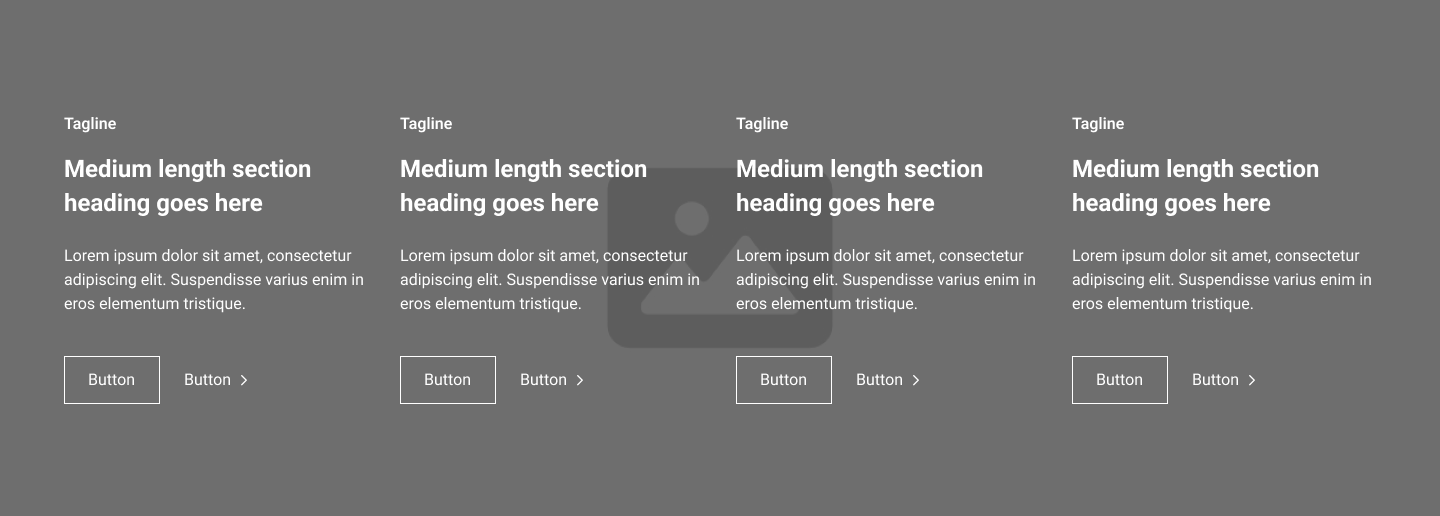 Tagline
Medium length section
heading goes here
Lorem ipsum dolor sit amet, consectetur
adipiscing elit. Suspendisse varius enim in
eros elementum tristique.
Button
Button
Tagline
Medium length section
heading goes here
Lorem ipsum dolor sit amet, consectetur
adipiscing elit. Suspendisse varius enim in
eros elementum tristique.
Button
Button
Tagline
Medium length section
heading goes here
Lorem ipsum dolor sit amet, consectetur
adipiscing elit. Suspendisse varius enim in
eros elementum tristique.
Button
Button
Tagline
Medium length section
heading goes here
Lorem ipsum dolor sit amet, consectetur
adipiscing elit. Suspendisse varius enim in
eros elementum tristique.
Button
Button